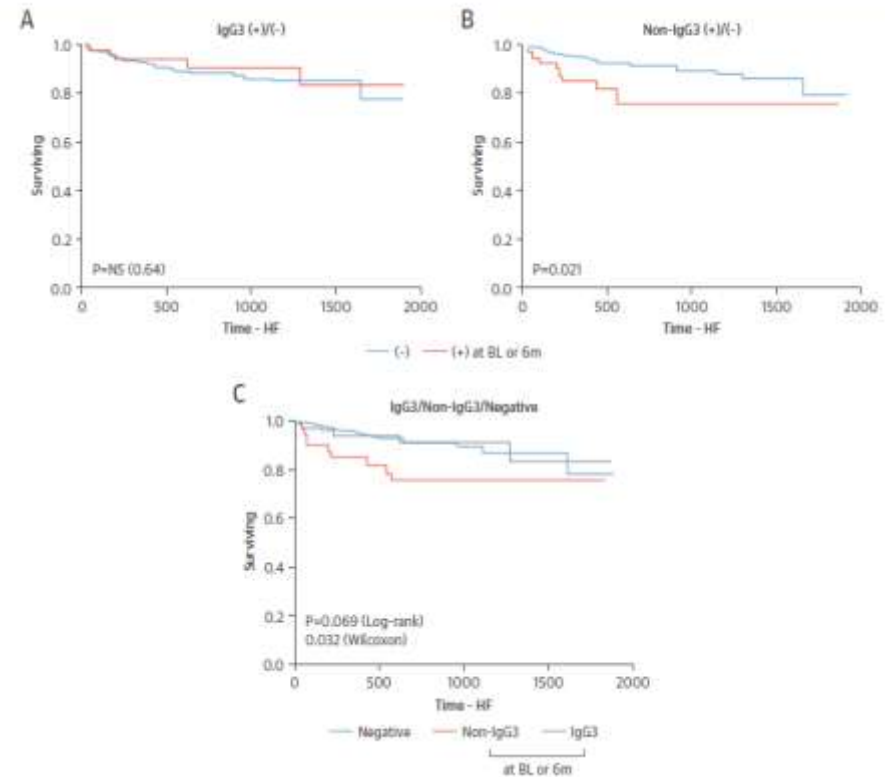 A
IgG3 (+)/(-)
1.0
0.8
0.6
0.4
0.2
0.0
Surviving
P=NS (0.64)
0
500
1000
1500
2000
Time - HF
B
Non-IgG3 (+)/(-)
1.0
0.8
0.6
0.4
0.2
0.0
Surviving
P=0.021
0
500
1000
1500
2000
Time - HF
(-) (+) at BL or 6m
C
IgG3/Non-IgG3/Negative
1.0
0.8
0.6
0.4
0.2
0.0
Surviving
P=0.069 (Log-rank)
0.032 (Wilcoxon)
0
500
1000
1500
2000
Time - HF
Negative Non-IgG3 IgG3
at BL or 6m